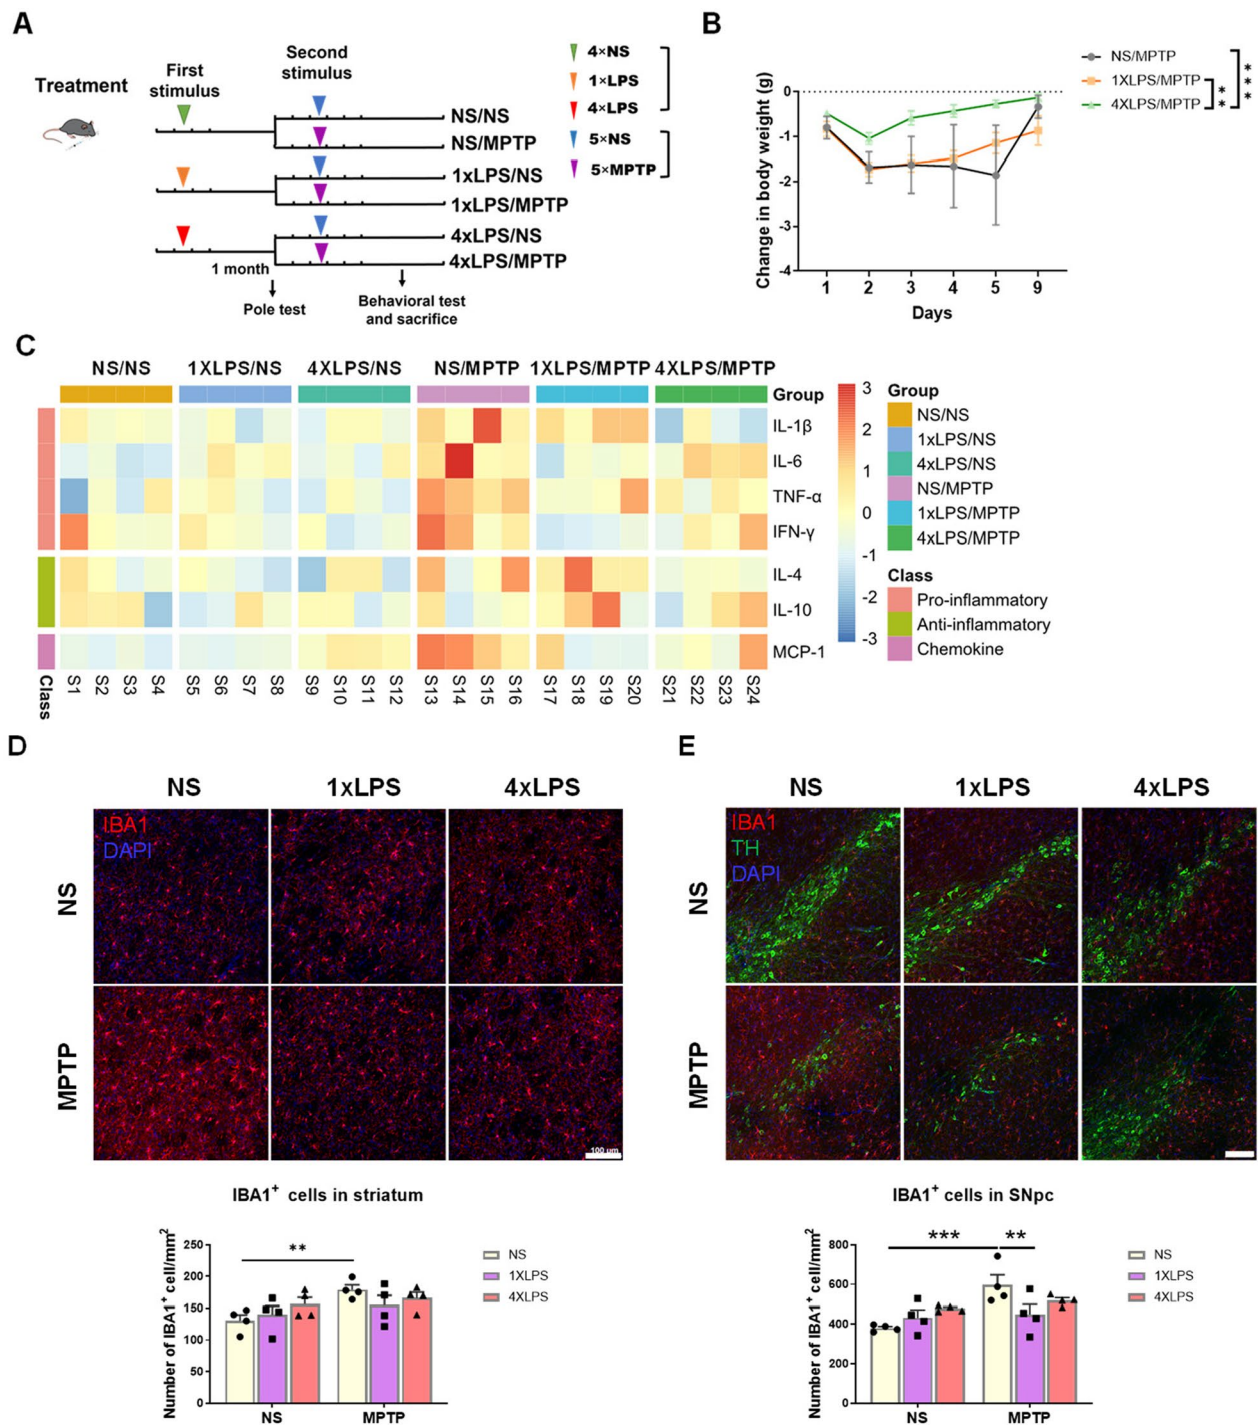 A
Treatment
First
stimulus
Second
stimulus
NS/NS
NS/MPTP
1xLPS/NS
1xLPS/MPTP
4xLPS/NS
4xLPS/MPTP
1 month
Pole test
Behavioral test
and sacrifice
4×NS
1×LPS
4×LPS
5×NS
5×MPTP
B
Change in body weight (g)
0
-1
-2
-3
-4
1 2 3 4 5 9
Days
NS/MPTP
1XLPS/MPTP
4XLPS/MPTP
**
***
C
NS/NS 1XLPS/NS 4XLPS/NS NS/MPTP 1XLPS/MPTP 4XLPS/MPTP
Group
IL-1β
IL-6
TNF-α
IFN-γ
IL-4
IL-10
MCP-1
Class
S1 S2 S3 S4 S5 S6 S7 S8 S9 S10 S11 S12 S13 S14 S15 S16 S17 S18 S19 S20 S21 S22 S23 S24
3
2
1
0
-1
-2
-3
Group
NS/NS
1xLPS/NS
4xLPS/NS
NS/MPTP
1xLPS/MPTP
4xLPS/MPTP
Class
Pro-inflammatory
Anti-inflammatory
Chemokine
D
NS 1xLPS 4xLPS
IBA1
DAPI
NS
MPTP
100 um
IBA1+ cells in striatum
Number of IBA1+ cell/mm2
250
200
150
100
50
0
**
NS MPTP
NS
1XLPS
4XLPS
E
NS 1xLPS 4xLPS
IBA1
TH
DAPI
NS
MPTP
IBA1+ cells in SNpc
Number of IBA1+ cell/mm2
800
600
400
200
0
*** **
NS MPTP
NS
1XLPS
4XLPS